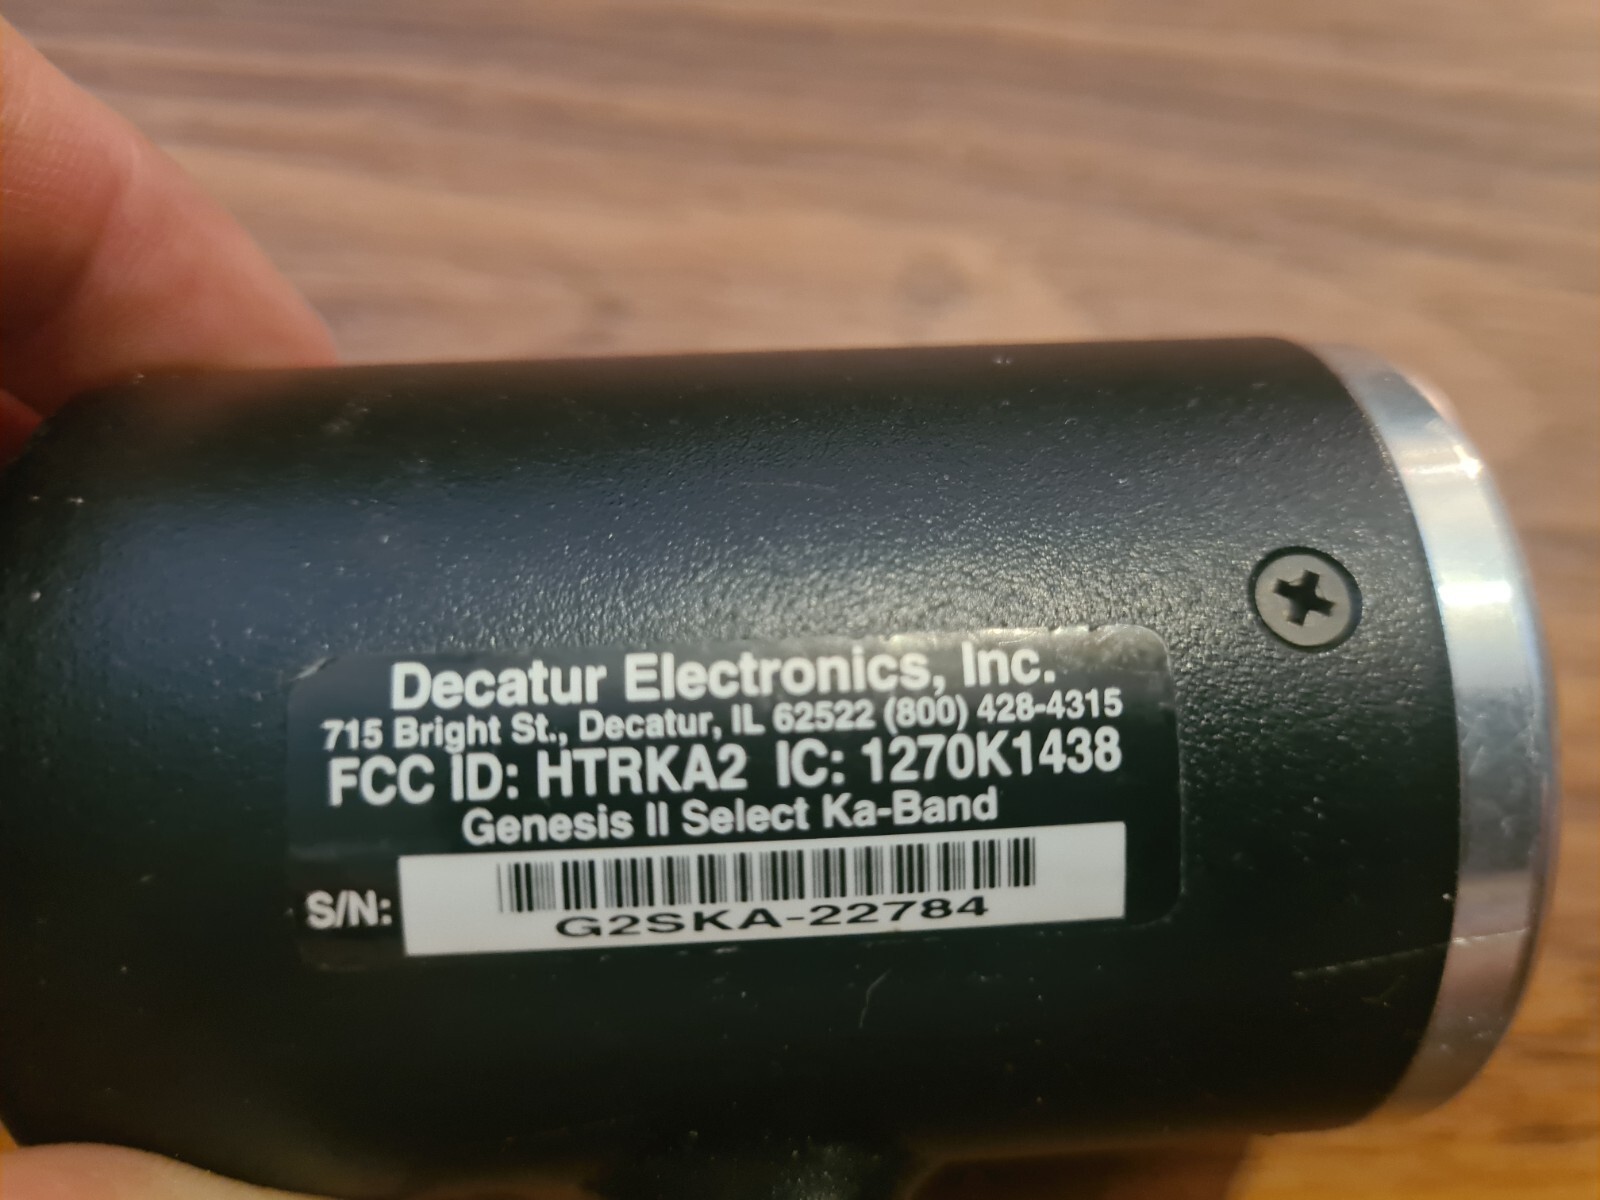 Decatur Electronics, Inc.
715 Bright St., Decatur, IL 62522 (800) 428-4315
FCC ID: HTRKA2 IC: 1270K1438
Genesis II Select Ka-Band
S/N:
G2SKA-22784